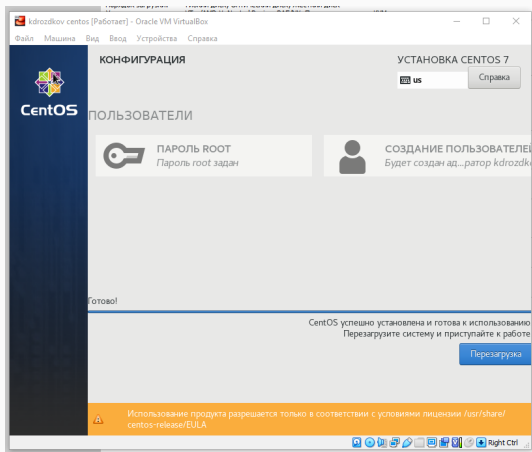 kdrozdkov centos [Работает] - Oracle VM VirtualBox
Файл Машина Вид Ввод Устройства Справка
КОНФИГУРАЦИЯ
УСТАНОВКА CENTOS 7
us
Справка
CentOS
ПОЛЬЗОВАТЕЛИ
ПАРОЛЬ ROOT
Пароль root задан
СОЗДАНИЕ ПОЛЬЗОВАТЕЛ
Будет создан ад...ратор kdrozdk
Готово!
CentOS успешно установлена и готова к использованию
Перезагрузите систему и приступайте к работе
Перезагрузка
Использование продукта разрешается только в соответствии с условиями лицензии /usr/share/
centos-release/EULA
Right Ctrl